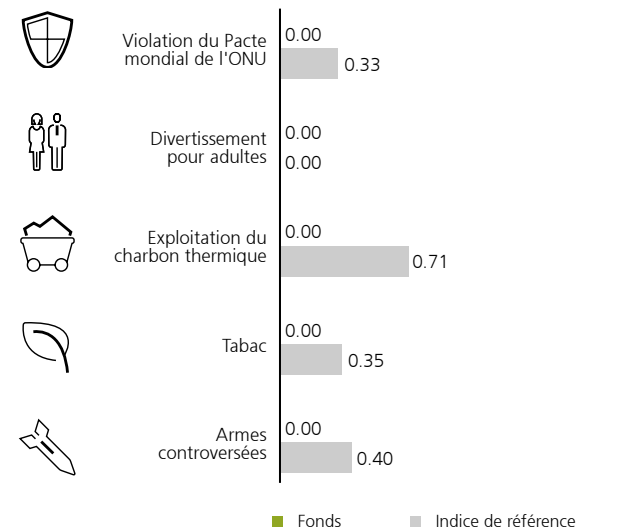 Violation du Pacte
mondial de l'ONU
0.00
0.33
Divertissement
pour adultes
0.00
0.00
Exploitation du
charbon thermique
0.00
0.71
Tabac
0.00
0.35
Armes
controversées
0.00
0.40
Fonds
Indice de référence